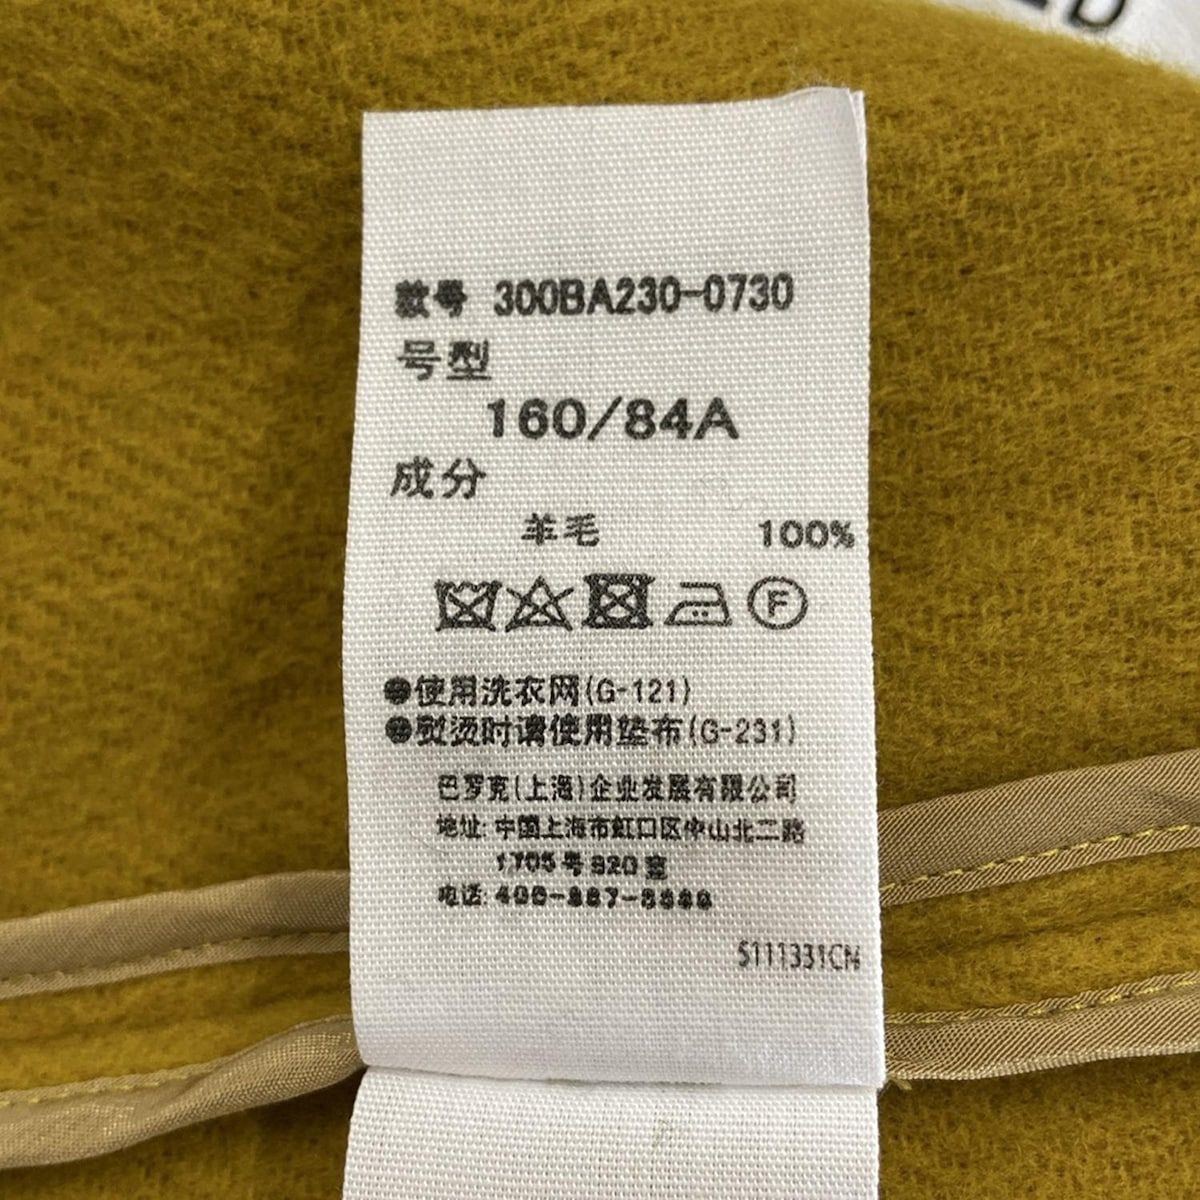 款号 300BA230-0730
号型
160/84A
成分
羊毛 100%
F
●使用洗衣网(G-121)
●熨烫时请使用垫布(G-231)
巴罗克(上海)企业发展有限公司
地址: 中国上海市虹口区中山北二路
1705号920室
电话:
S111331CN